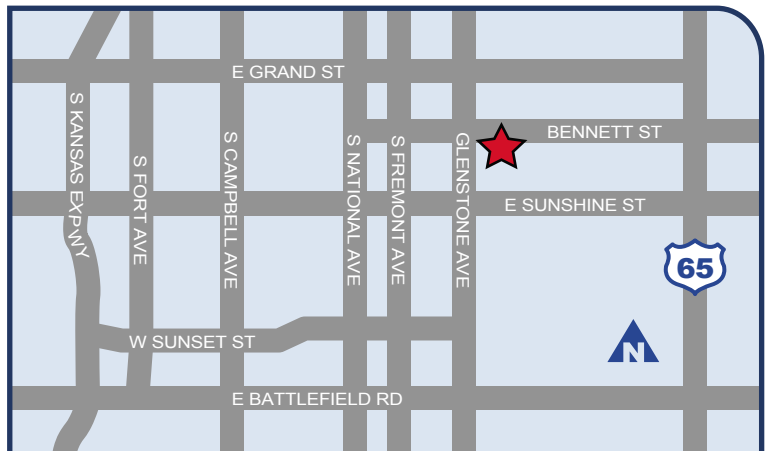 E GRAND ST
BENNETT ST
S KANSAS EXPWY
S FORT AVE
S CAMPBELL AVE
S NATIONAL AVE
S FREMONT AVE
GLENSTONE AVE
E SUNSHINE ST
65
W SUNSET ST
N
E BATTLEFIELD RD